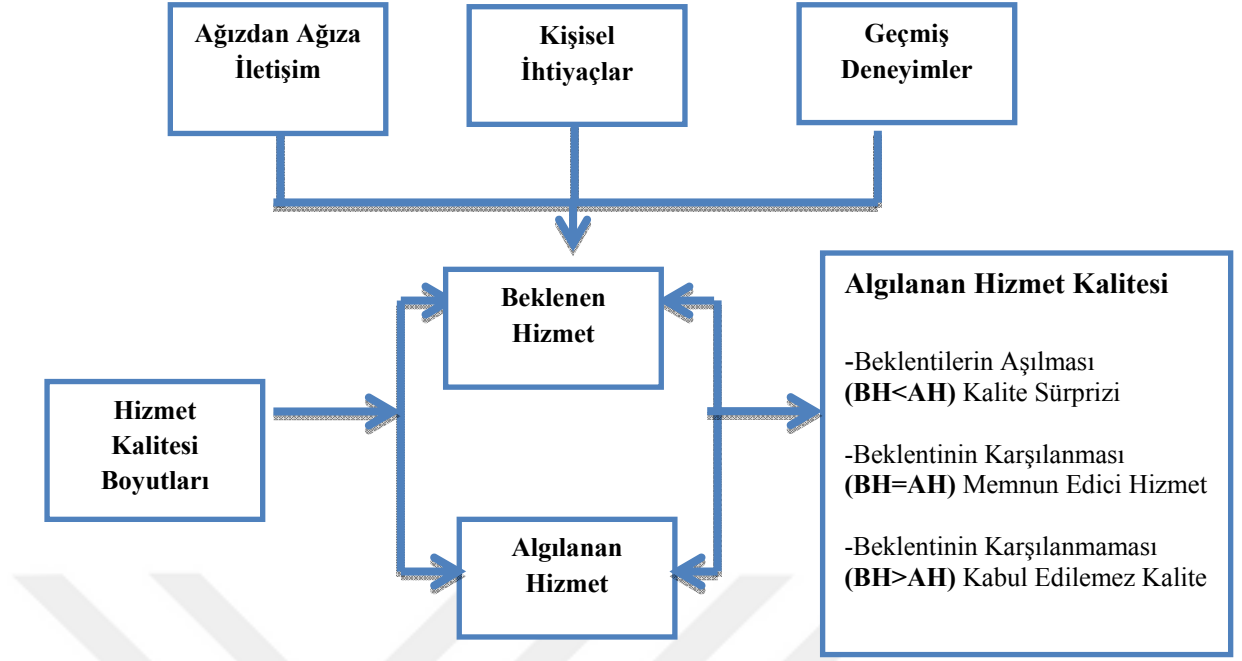 Ağızdan Ağıza
İletişim
Kişisel
İhtiyaçlar
Geçmiş
Deneyimler
Beklenen
Hizmet
Hizmet
Kalitesi
Boyutları
Algılanan
Hizmet
Algılanan Hizmet Kalitesi
-Beklentilerin Aşılması
(BH<AH) Kalite Sürprizi
-Beklentinin Karşılanması
(BH=AH) Memnun Edici Hizmet
-Beklentinin Karşılanmaması
(BH>AH) Kabul Edilemez Kalite